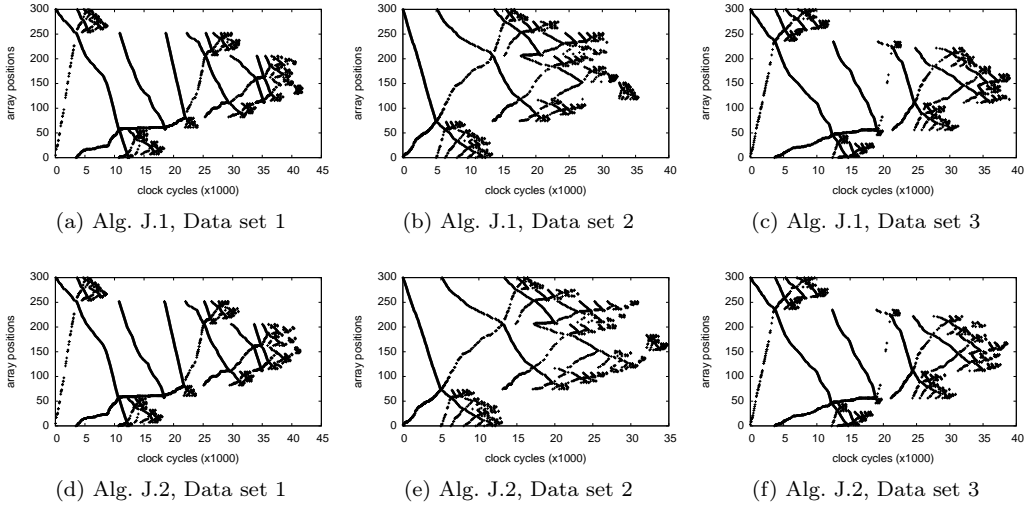 300
250
200
150
100
50
0
array positions
0 5 10 15 20 25 30 35 40 45
clock cycles (x1000)
(a) Alg. J.1, Data set 1
300
250
200
150
100
50
0
array positions
0 5 10 15 20 25 30 35 40
clock cycles (x1000)
(b) Alg. J.1, Data set 2
300
250
200
150
100
50
0
array positions
0 5 10 15 20 25 30 35 40
clock cycles (x1000)
(c) Alg. J.1, Data set 3
300
250
200
150
100
50
0
array positions
0 5 10 15 20 25 30 35 40 45
clock cycles (x1000)
(d) Alg. J.2, Data set 1
300
250
200
150
100
50
0
array positions
0 5 10 15 20 25 30 35
clock cycles (x1000)
(e) Alg. J.2, Data set 2
300
250
200
150
100
50
0
array positions
0 5 10 15 20 25 30 35 40
clock cycles (x1000)
(f) Alg. J.2, Data set 3